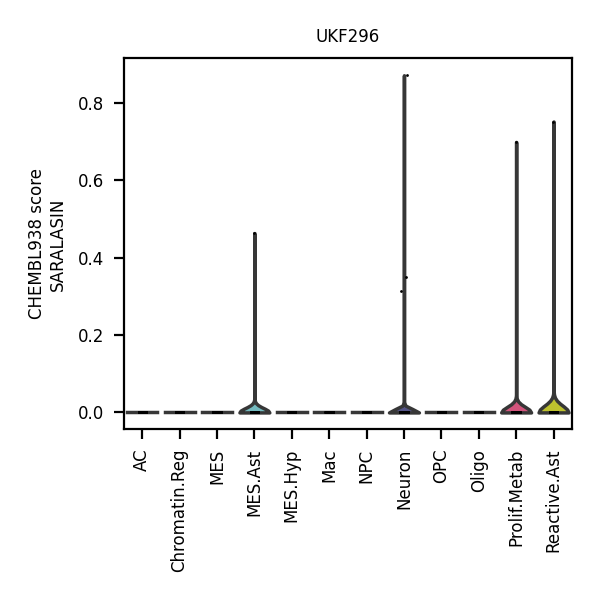 UKF296
CHEMBL938 score
SARALASIN
0.8
0.6
0.4
0.2
0.0
AC
Chromatin.Reg
MES
MES.Ast
MES.Hyp
Mac
NPC
Neuron
OPC
Oligo
Prolif.Metab
Reactive.Ast